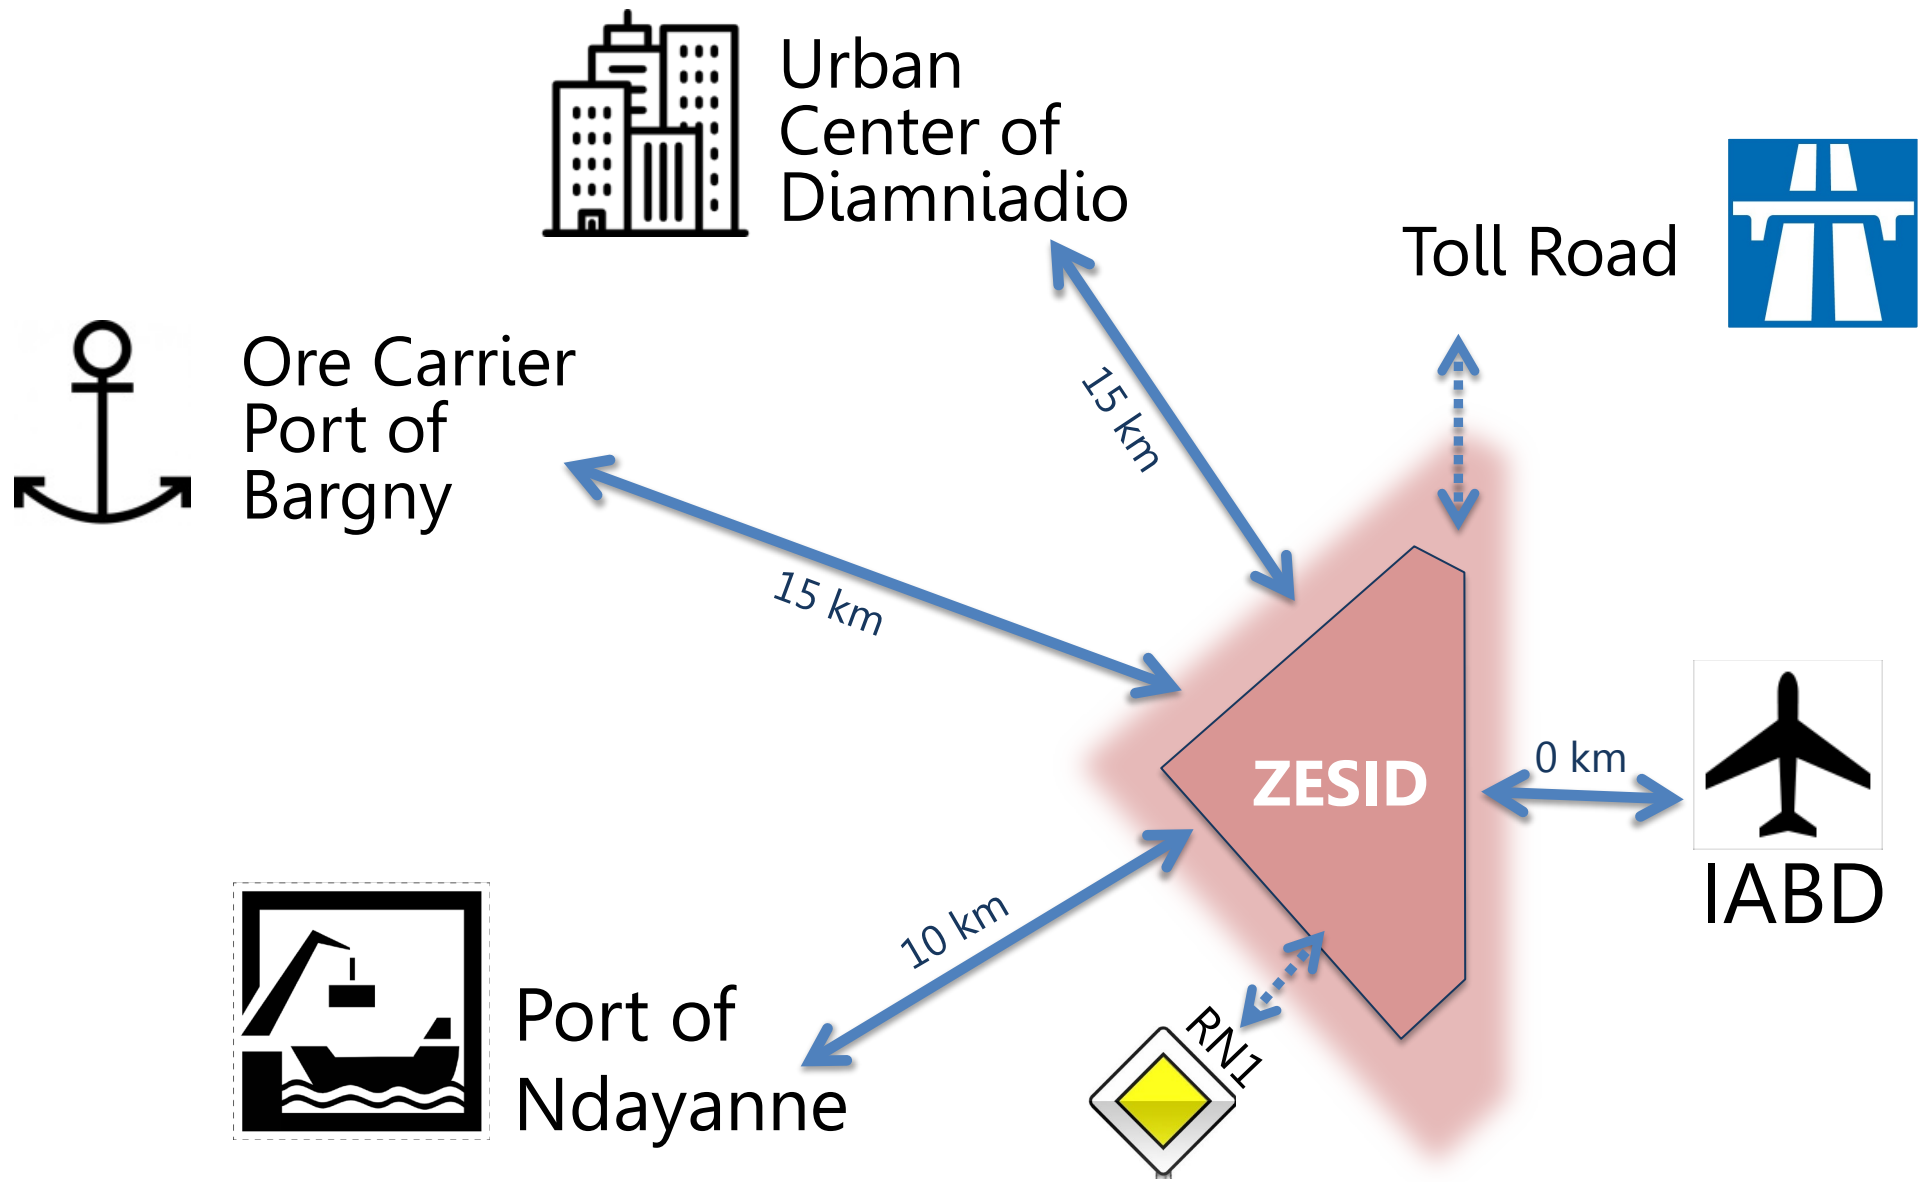 Urban
Center of
Diamniadio
Toll Road
Ore Carrier
Port of
Bargny
15 km
15 km
ZESID
0 km
IABD
10 km
Port of
Ndayanne
RN1